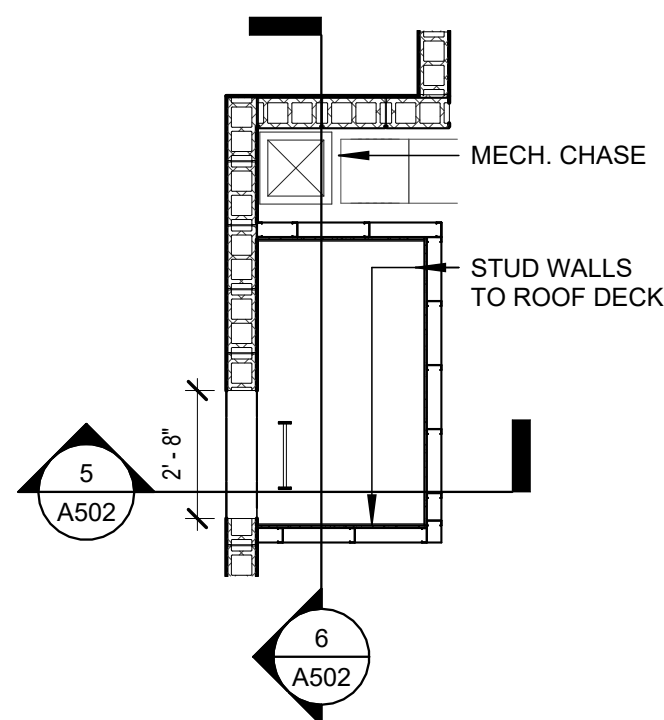 MECH. CHASE
STUD WALLS
TO ROOF DECK
2' - 8"
5
A502
6
A502